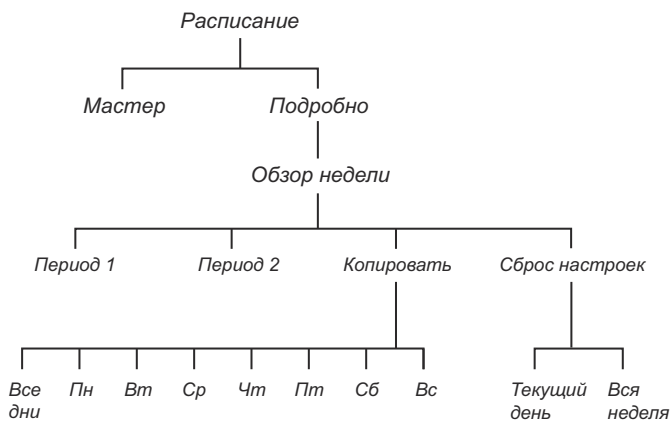 Расписание
Мастер Подробно
Обзор недели
Период 1 Период 2 Копировать Сброс настроек
Все дни Пн Вт Ср Чт Пт Сб Вс Текущий день Вся неделя